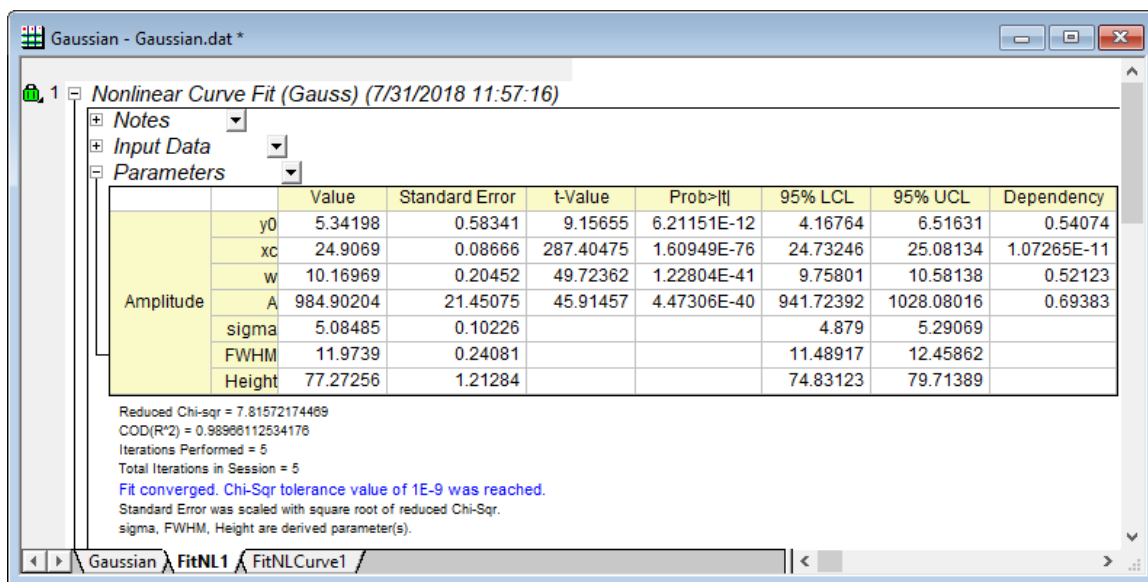 Gaussian - Gaussian.dat *
1 Nonlinear Curve Fit (Gauss) (7/31/2018 11:57:16)
Notes
Input Data
Parameters
Value Standard Error t-Value Prob>|t| 95% LCL 95% UCL Dependency
Amplitude
y0 5.34198 0.58341 9.15655 6.21151E-12 4.16764 6.51631 0.54074
xc 24.9069 0.08666 287.40475 1.60949E-76 24.73246 25.08134 1.07265E-11
w 10.16969 0.20452 49.72362 1.22804E-41 9.75801 10.58138 0.52123
A 984.90204 21.45075 45.91457 4.47306E-40 941.72392 1028.08016 0.69383
sigma 5.08485 0.10226 4.879 5.29069
FWHM 11.9739 0.24081 11.48917 12.45862
Height 77.27256 1.21284 74.83123 79.71389
Reduced Chi-sqr = 7.81572174469
COD(R^2) = 0.98966112534176
Iterations Performed = 5
Total Iterations in Session = 5
Fit converged. Chi-Sqr tolerance value of 1E-9 was reached.
Standard Error was scaled with square root of reduced Chi-Sqr.
sigma, FWHM, Height are derived parameter(s).
Gaussian FitNL1 FitNLCurve1